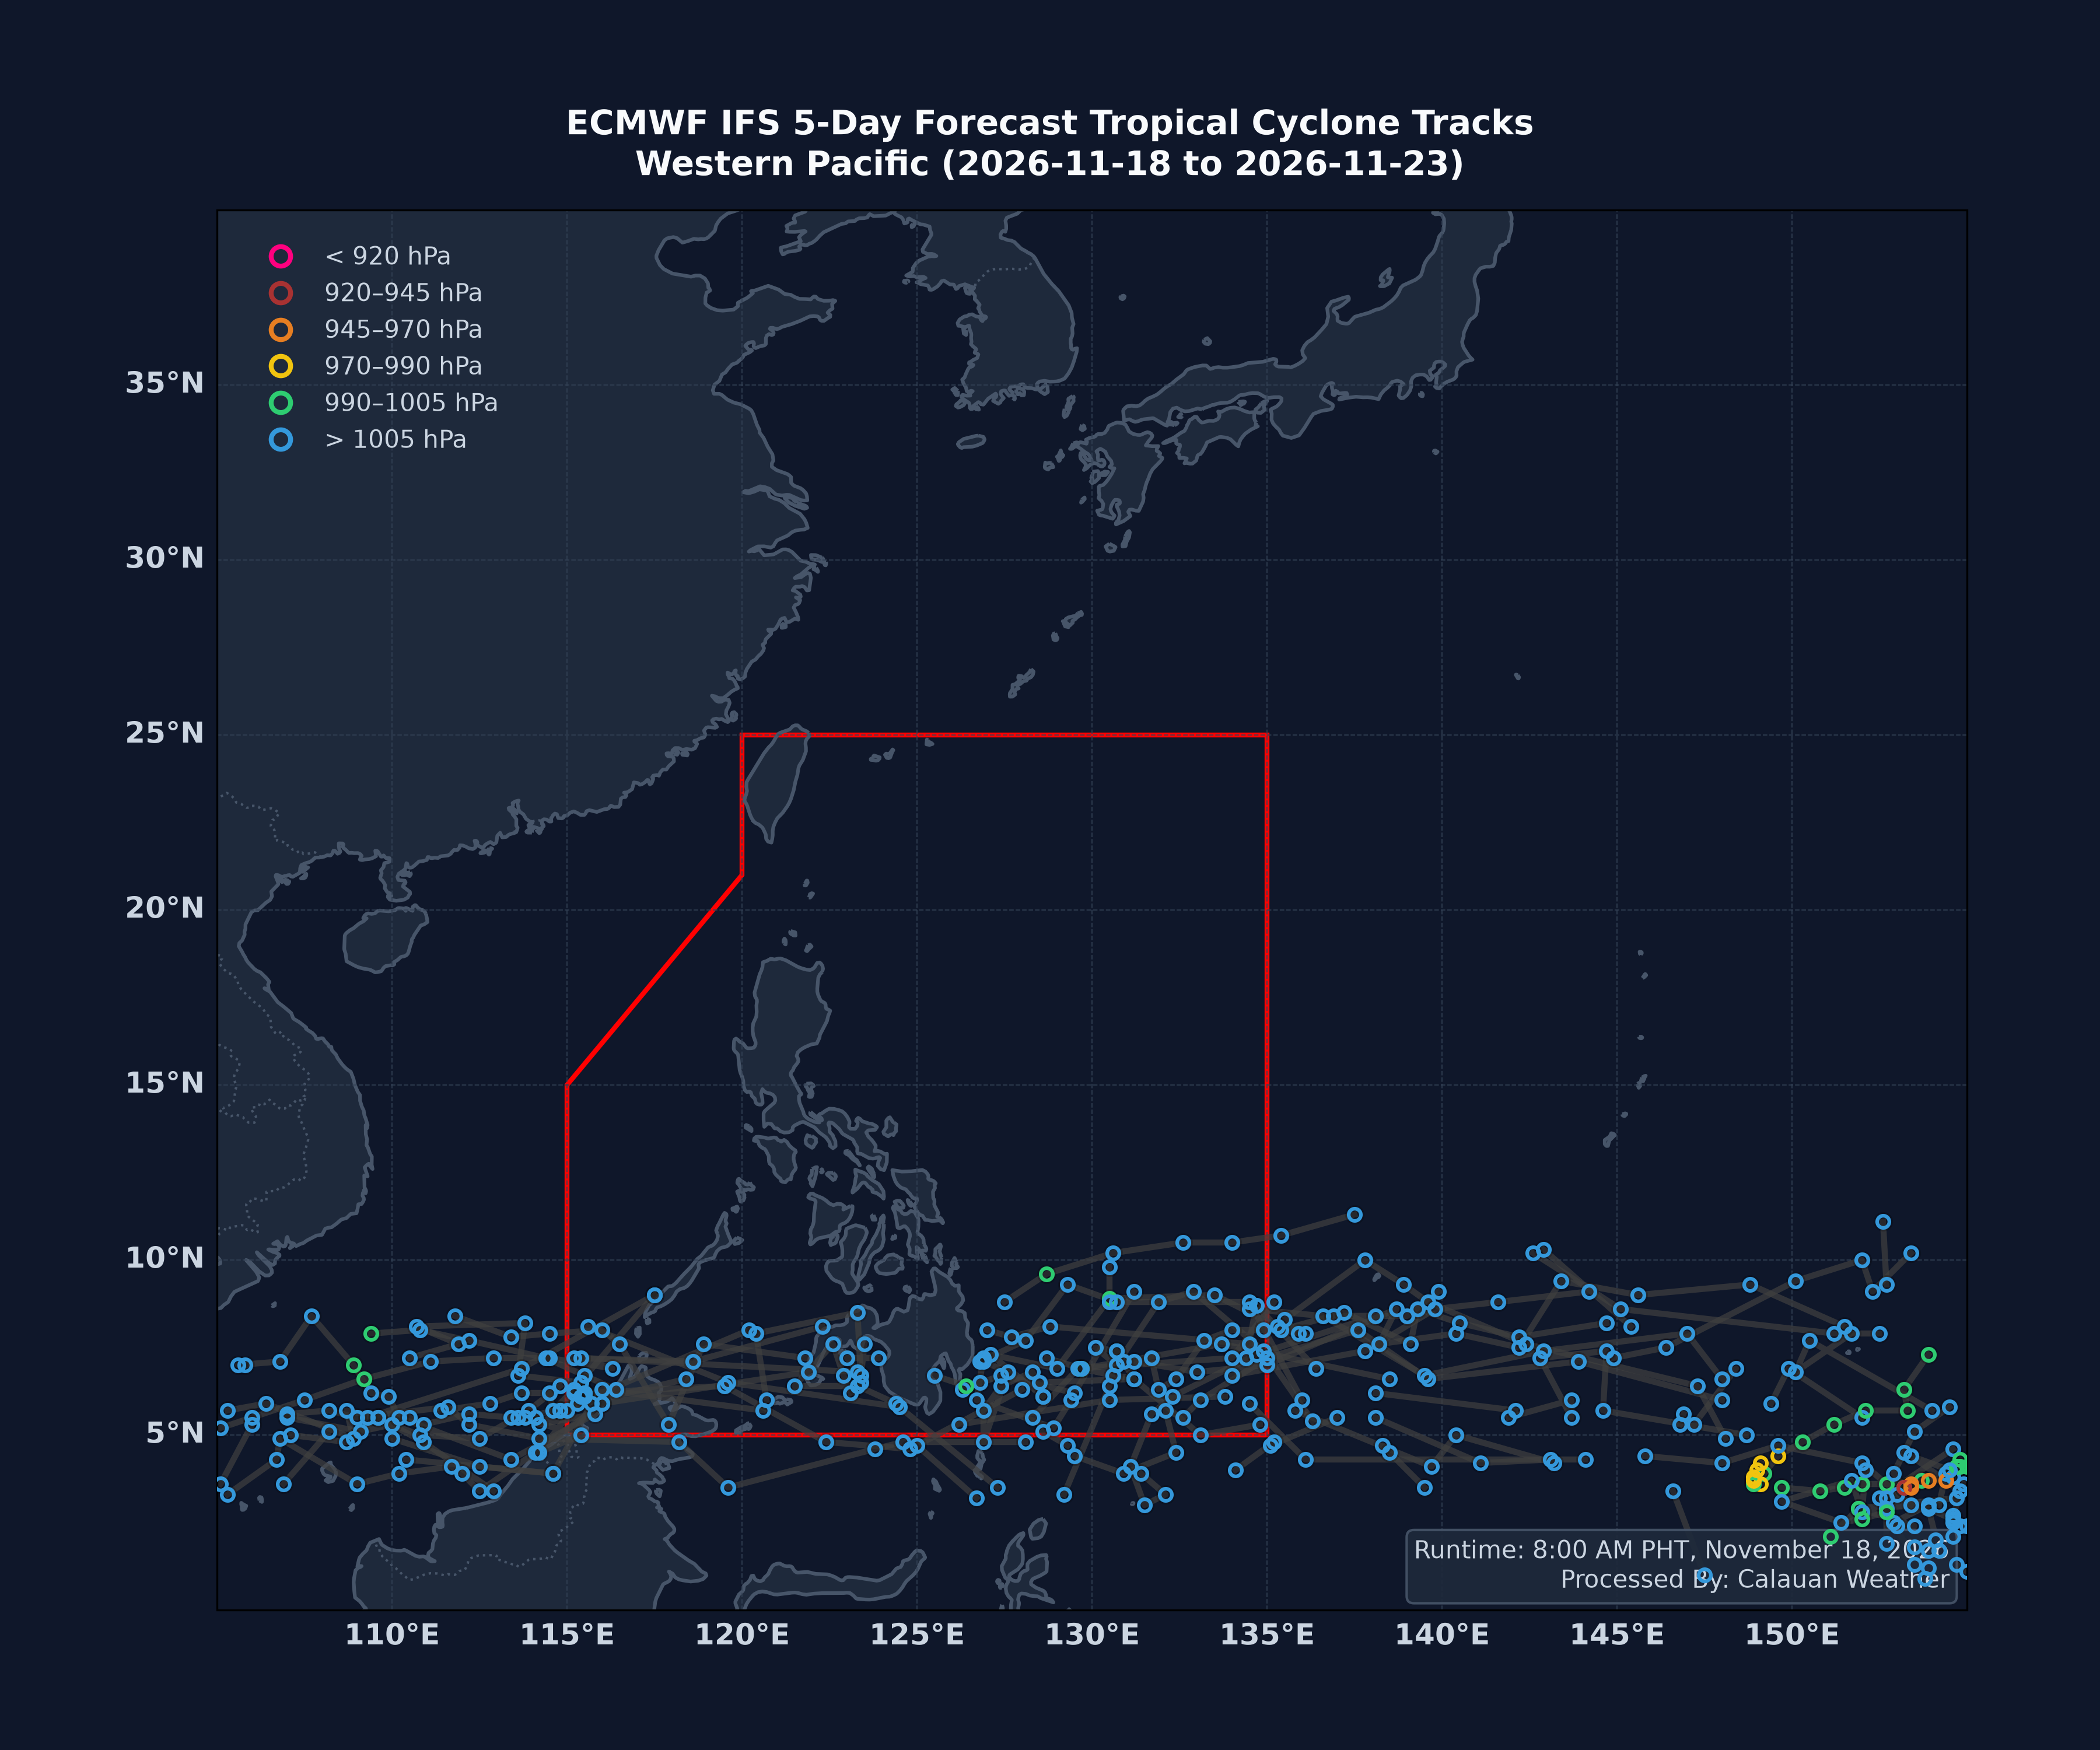 ECMWF IFS 5-Day Forecast Tropical Cyclone Tracks
Western Pacific (2026-11-18 to 2026-11-23)
< 920 hPa
920–945 hPa
945–970 hPa
970–990 hPa
990–1005 hPa
> 1005 hPa
35°N
30°N
25°N
20°N
15°N
10°N
5°N
Runtime: 8:00 AM PHT, November 18, 2026
Processed By: Calauan Weather
110°E
115°E
120°E
125°E
130°E
135°E
140°E
145°E
150°E